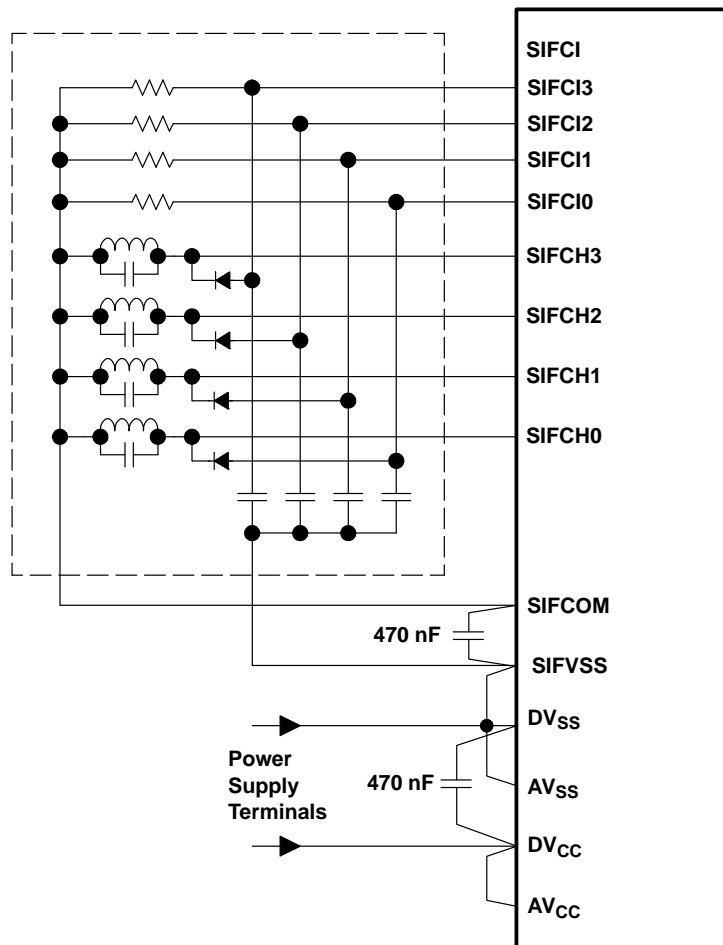 SIFCI
SIFCI3
SIFCI2
SIFCI1
SIFCI0
SIFCH3
SIFCH2
SIFCH1
SIFCH0
SIFCOM
470 nF
SIFVSS
DVSS
Power
Supply
Terminals
470 nF
AVSS
DVCC
AVCC